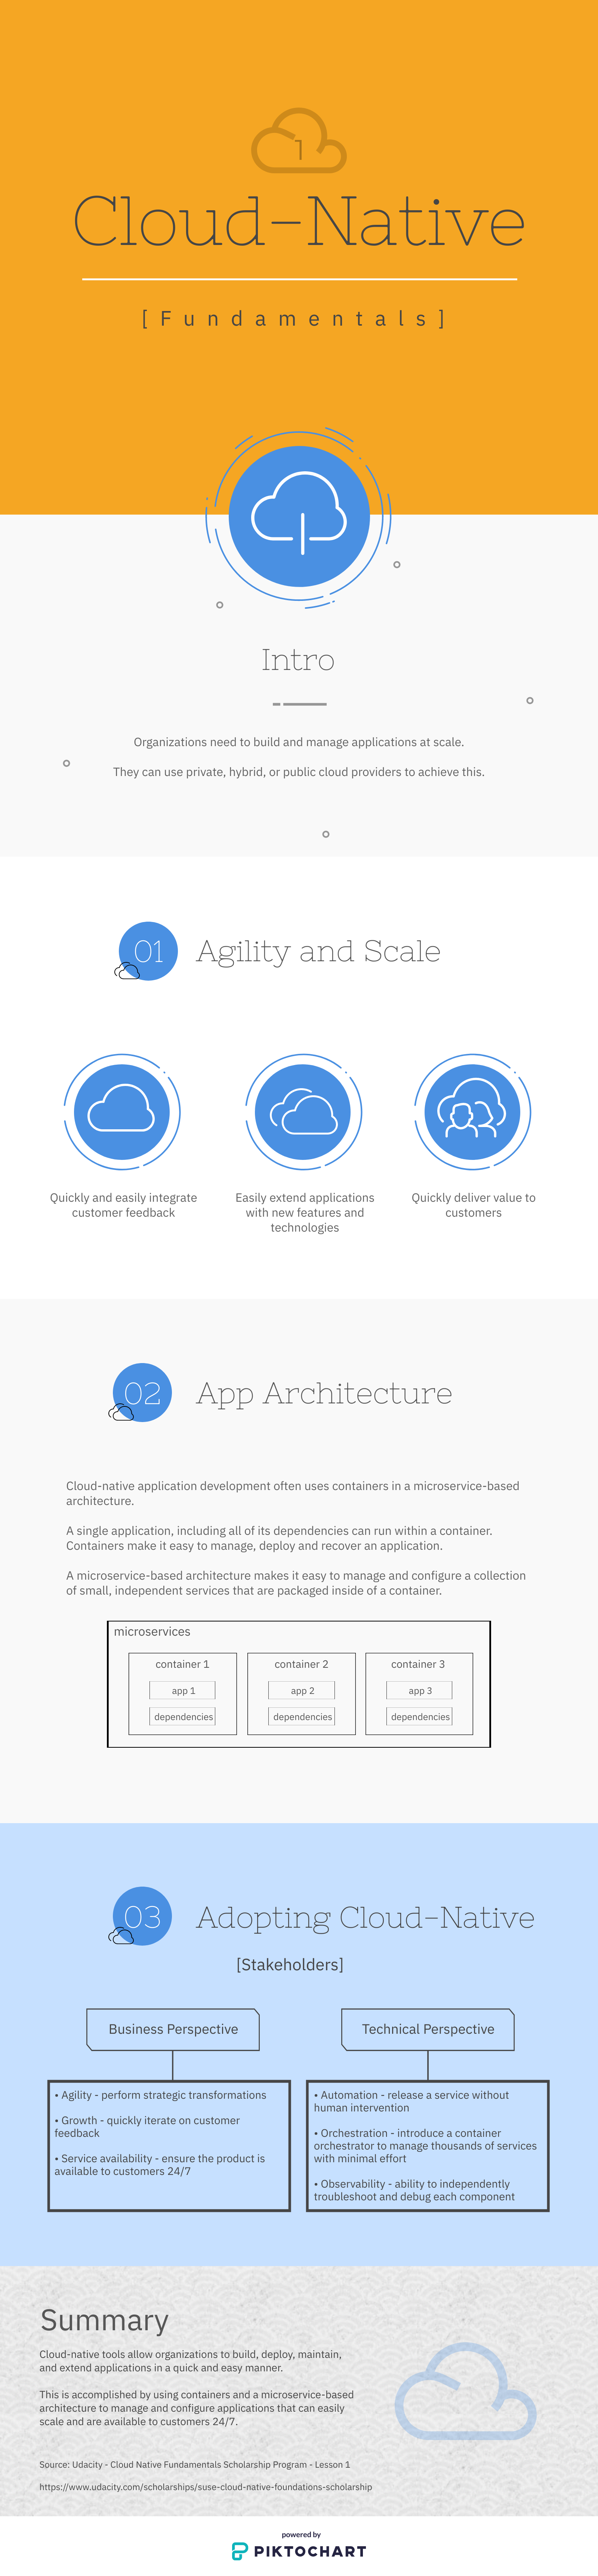 1
Cloud-Native
[Fundamentals]
Intro
Organizations need to build and manage applications at scale.
They can use private, hybrid, or public cloud providers to achieve this.
01
Agility and Scale
Quickly and easily integrate
customer feedback
Easily extend applications
with new features and
technologies
Quickly deliver value to
customers
02
App Architecture
Cloud-native application development often uses containers in a microservice-based
architecture.
A single application, including all of its dependencies can run within a container.
Containers make it easy to manage, deploy and recover an application.
A microservice-based architecture makes it easy to manage and configure a collection
of small, independent services that are packaged inside of a container.
microservices
container 1
app 1
dependencies
container 2
app 2
dependencies
container 3
app 3
dependencies
03
Adopting Cloud-Native
[Stakeholders]
Business Perspective
• Agility - perform strategic transformations
• Growth - quickly iterate on customer
feedback
• Service availability - ensure the product is
available to customers 24/7
Technical Perspective
• Automation - release a service without
human intervention
• Orchestration - introduce a container
orchestrator to manage thousands of services
with minimal effort
• Observability - ability to independently
troubleshoot and debug each component
Summary
Cloud-native tools allow organizations to build, deploy, maintain,
and extend applications in a quick and easy manner.
This is accomplished by using containers and a microservice-based
architecture to manage and configure applications that can easily
scale and are available to customers 24/7.
Source: Udacity - Cloud Native Fundamentals Scholarship Program - Lesson 1
https://www.udacity.com/scholarships/suse-cloud-native-foundations-scholarship
powered by
PIKTOCHART